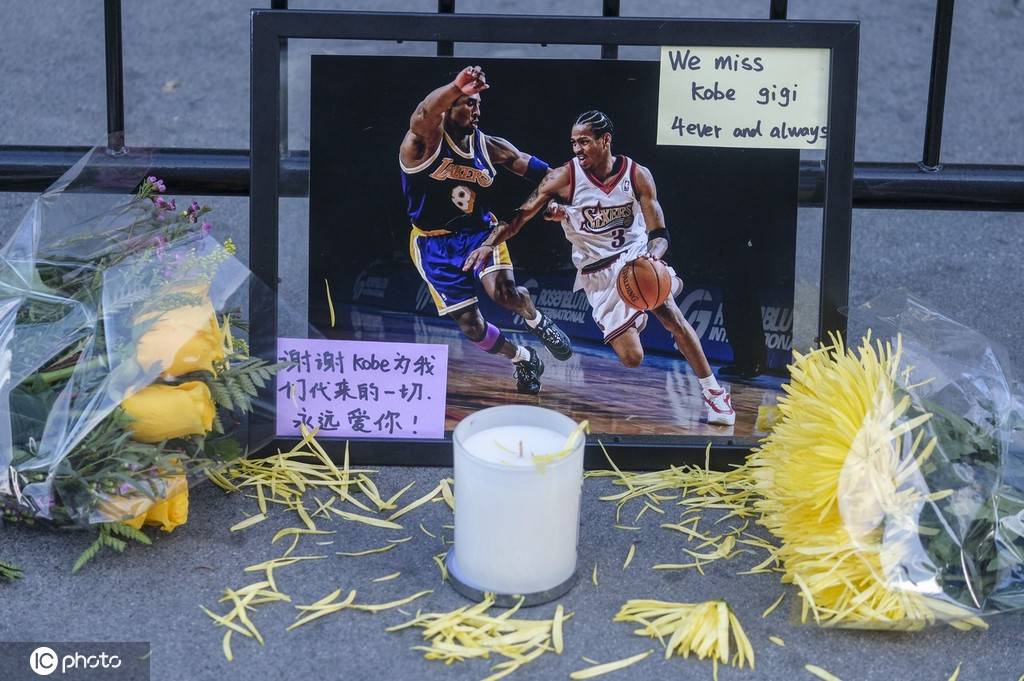 We miss
Kobe gigi
4ever and always
LAKERS
8
SIXERS
3
SPALDING
ROSENBLUTH
INTERNATIONAL
谢谢 Kobe 为我
们代来的一切.
永远爱你！
IC photo